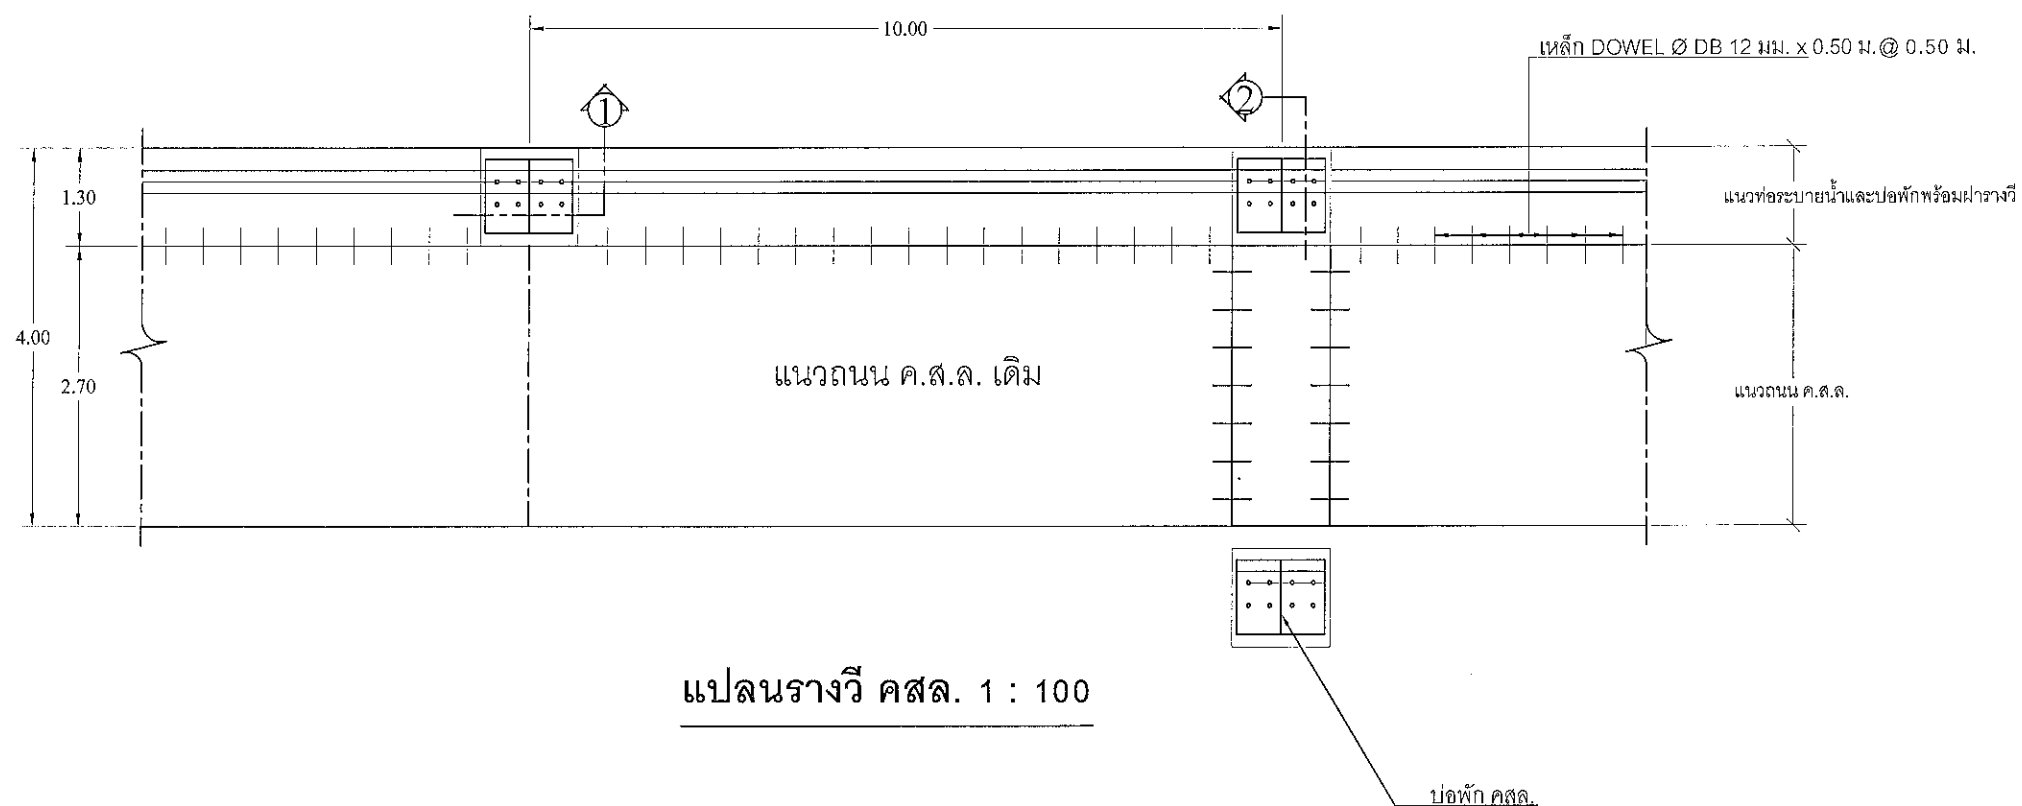 10.00
เหล็ก DOWEL Ø DB 12 มม. x 0.50 ม.@ 0.50 ม.
1
2
1.30
แนวท่อระบายน้ำและบ่อพักพร้อมฝารางวี
4.00
2.70
แนวถนน ค.ส.ล. เดิม
แนวถนน ค.ส.ล.
แปลนรางวี คสล. 1 : 100
บ่อพัก คสล.